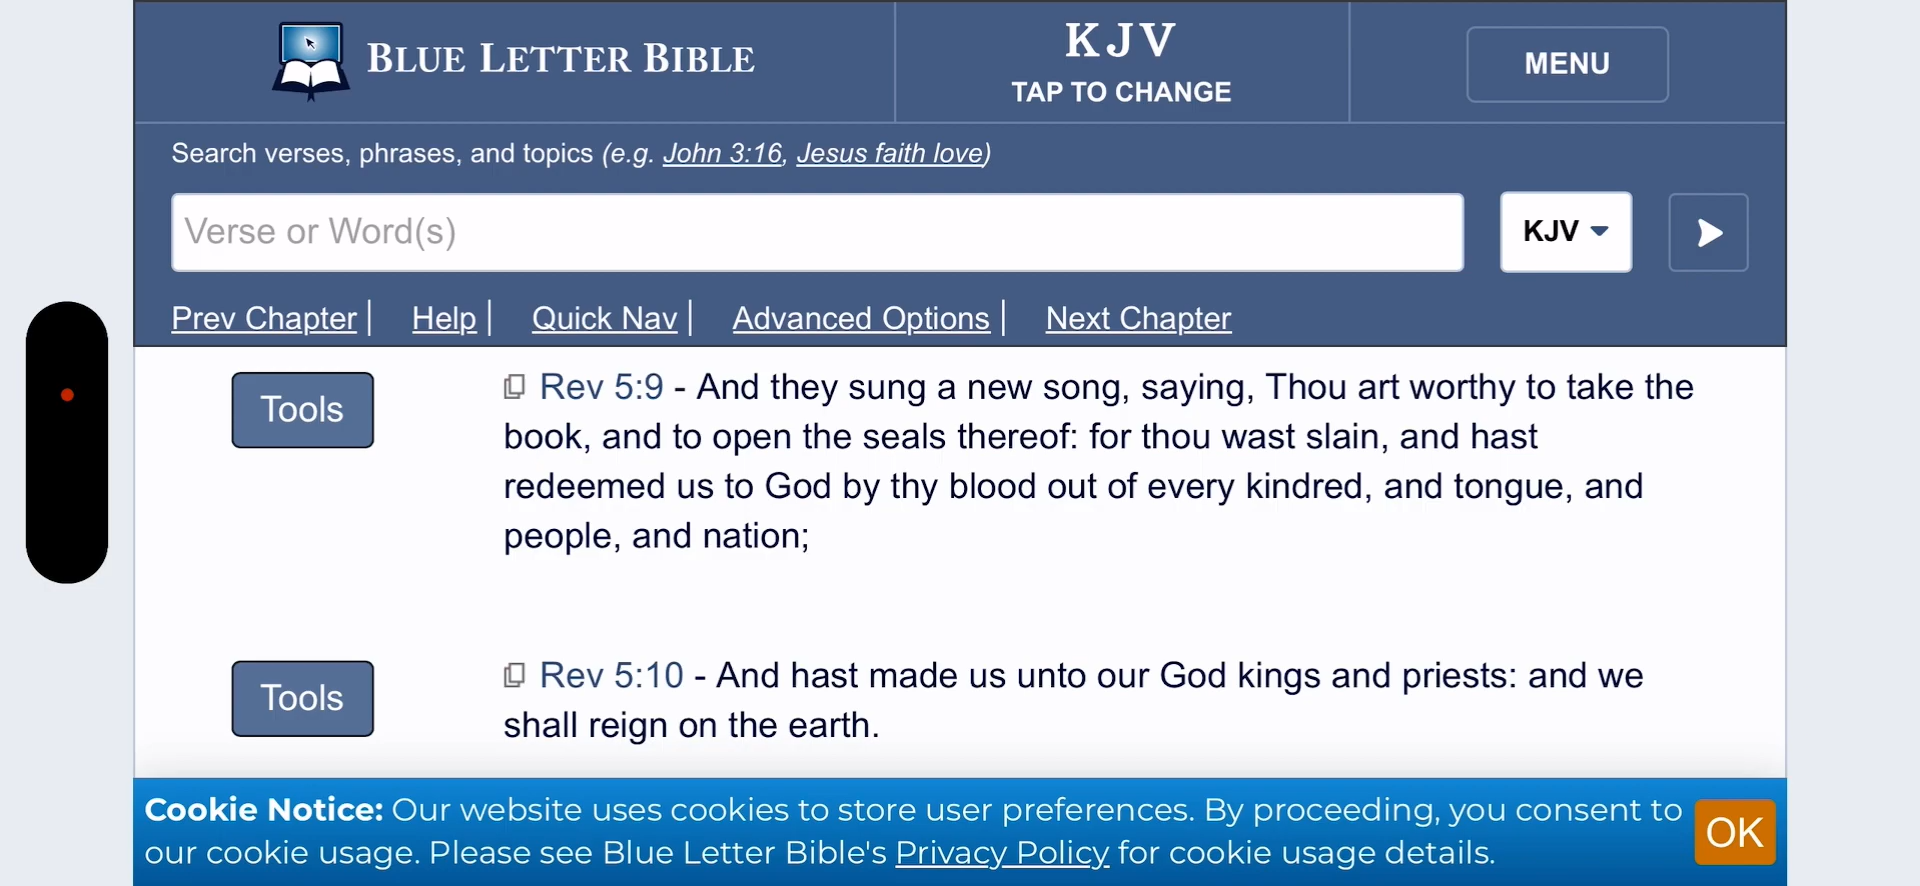 BLUE LETTER BIBLE
KJV
TAP TO CHANGE
MENU
Search verses, phrases, and topics (e.g. John 3:16, Jesus faith love)
Verse or Word(s)
KJV
Prev Chapter | Help | Quick Nav | Advanced Options | Next Chapter
Tools
Rev 5:9 - And they sung a new song, saying, Thou art worthy to take the
book, and to open the seals thereof: for thou wast slain, and hast
redeemed us to God by thy blood out of every kindred, and tongue, and
people, and nation;
Tools
Rev 5:10 - And hast made us unto our God kings and priests: and we
shall reign on the earth.
Cookie Notice: Our website uses cookies to store user preferences. By proceeding, you consent to
our cookie usage. Please see Blue Letter Bible's Privacy Policy for cookie usage details.
OK